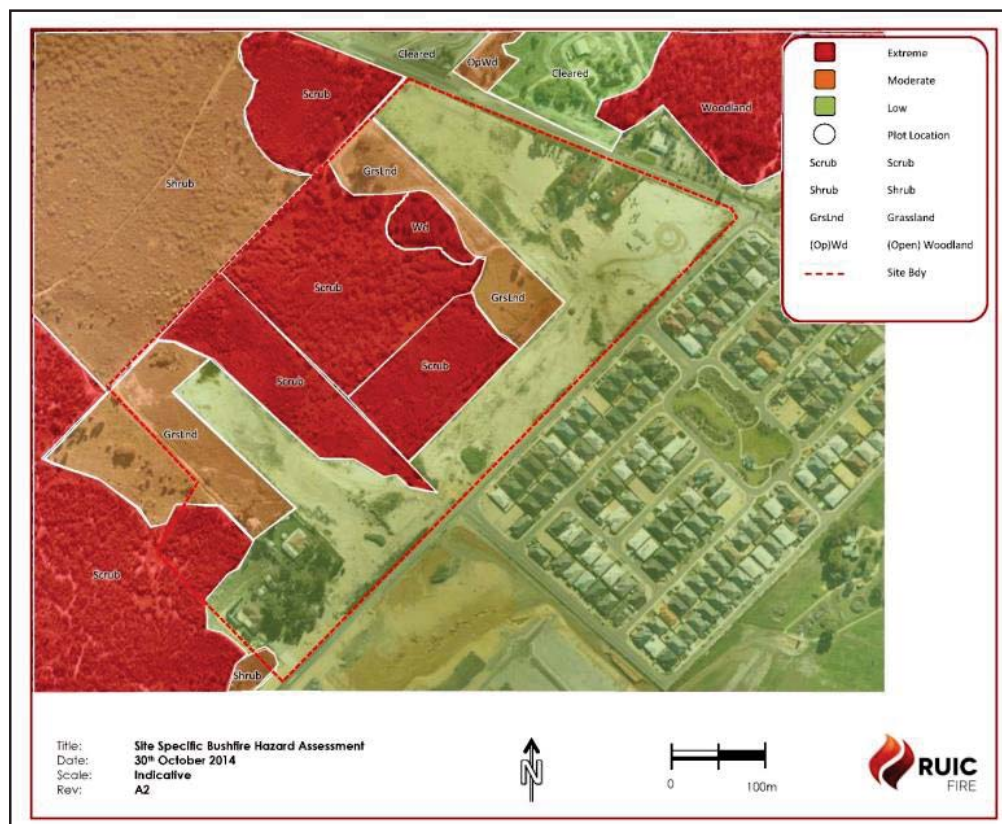 Cleared
OpWd
Cleared
Scrub
Woodland
Shrub
GrsLnd
Wd
Scrub
GrsLnd
Scrub
Scrub
GrsLnd
Scrub
Shrub
Extreme
Moderate
Low
Plot Location
Scrub Scrub
Shrub Shrub
GrsLnd Grassland
(Op)Wd (Open) Woodland
Site Bdy
Title: Site Specific Bushfire Hazard Assessment
Date: 30th October 2014
Scale: Indicative
Rev: A2
N
0 100m
RUIC
FIRE